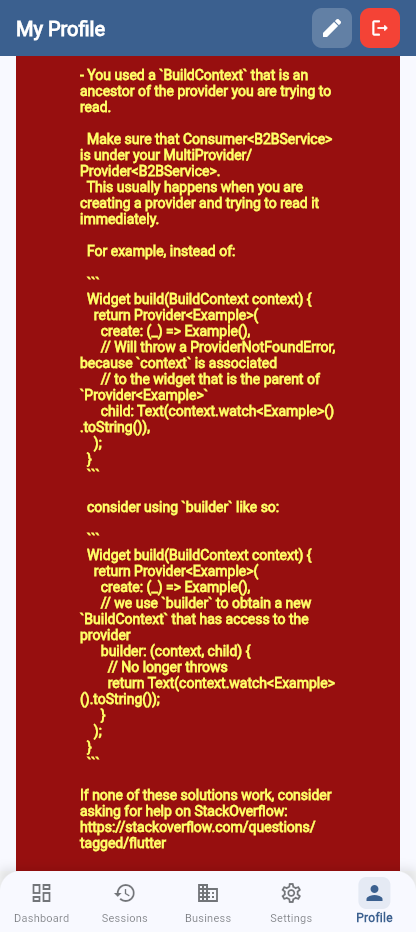 My Profile
- You used a `BuildContext` that is an
ancestor of the provider you are trying to
read.
Make sure that Consumer<B2BService>
is under your MultiProvider/
Provider<B2BService>.
This usually happens when you are
creating a provider and trying to read it
immediately.
For example, instead of:
```
Widget build(BuildContext context) {
return Provider<Example>(
create: (_) => Example(),
// Will throw a ProviderNotFoundError,
because `context` is associated
// to the widget that is the parent of
`Provider<Example>`
child: Text(context.watch<Example>()
.toString()),
);
}
```
consider using `builder` like so:
```
Widget build(BuildContext context) {
return Provider<Example>(
create: (_) => Example(),
// we use `builder` to obtain a new
`BuildContext` that has access to the
provider
builder: (context, child) {
// No longer throws
return Text(context.watch<Example>
().toString());
}
);
}
```
If none of these solutions work, consider
asking for help on StackOverflow:
https://stackoverflow.com/questions/
tagged/flutter
Dashboard Sessions Business Settings Profile